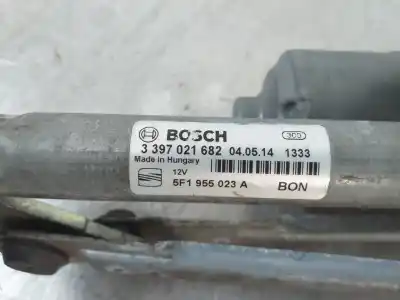 BOSCH
3 397 021 682 04.05.14 1333
Made in Hungary
12V
5F1 955 023 A BON